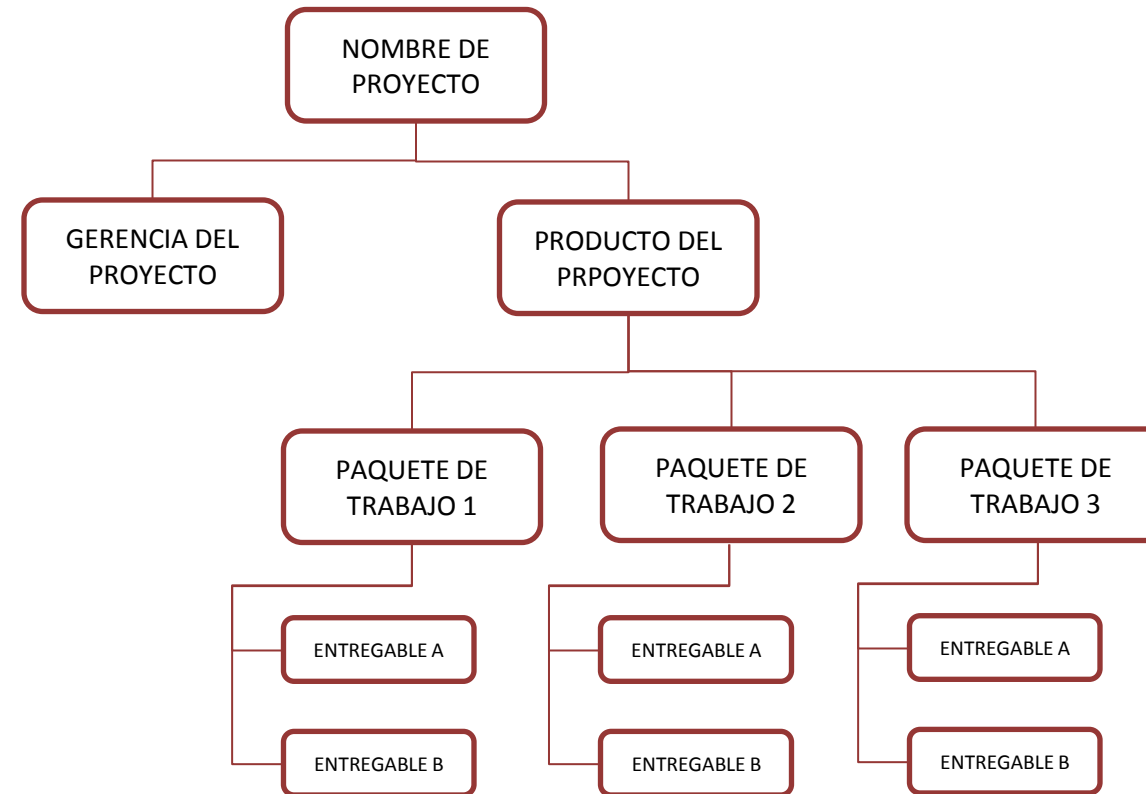 NOMBRE DE
PROYECTO
GERENCIA DEL
PROYECTO
PRODUCTO DEL
PRPOYECTO
PAQUETE DE
TRABAJO 1
PAQUETE DE
TRABAJO 2
PAQUETE DE
TRABAJO 3
ENTREGABLE A
ENTREGABLE A
ENTREGABLE A
ENTREGABLE B
ENTREGABLE B
ENTREGABLE B